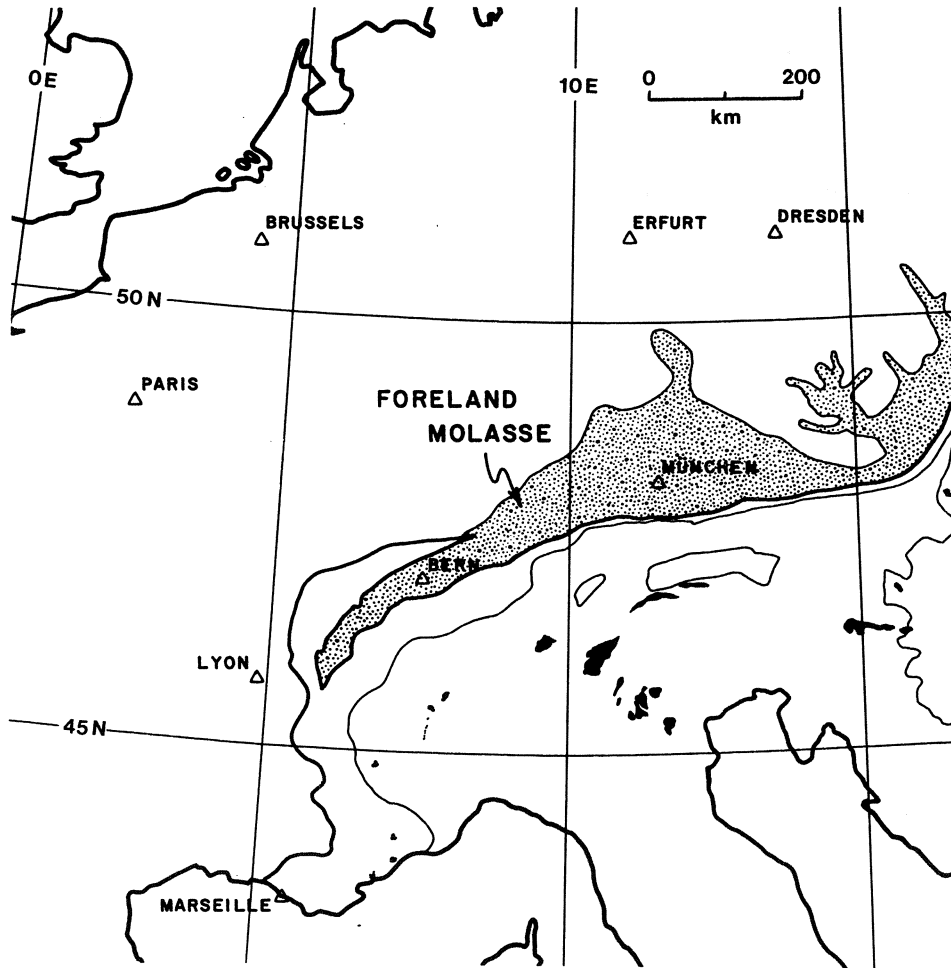 0E
10E
0 200
km
BRUSSELS
ERFURT
DRESDEN
50N
PARIS
FORELAND
MOLASSE
MÜNCHEN
BERN
LYON
45N
MARSEILLE